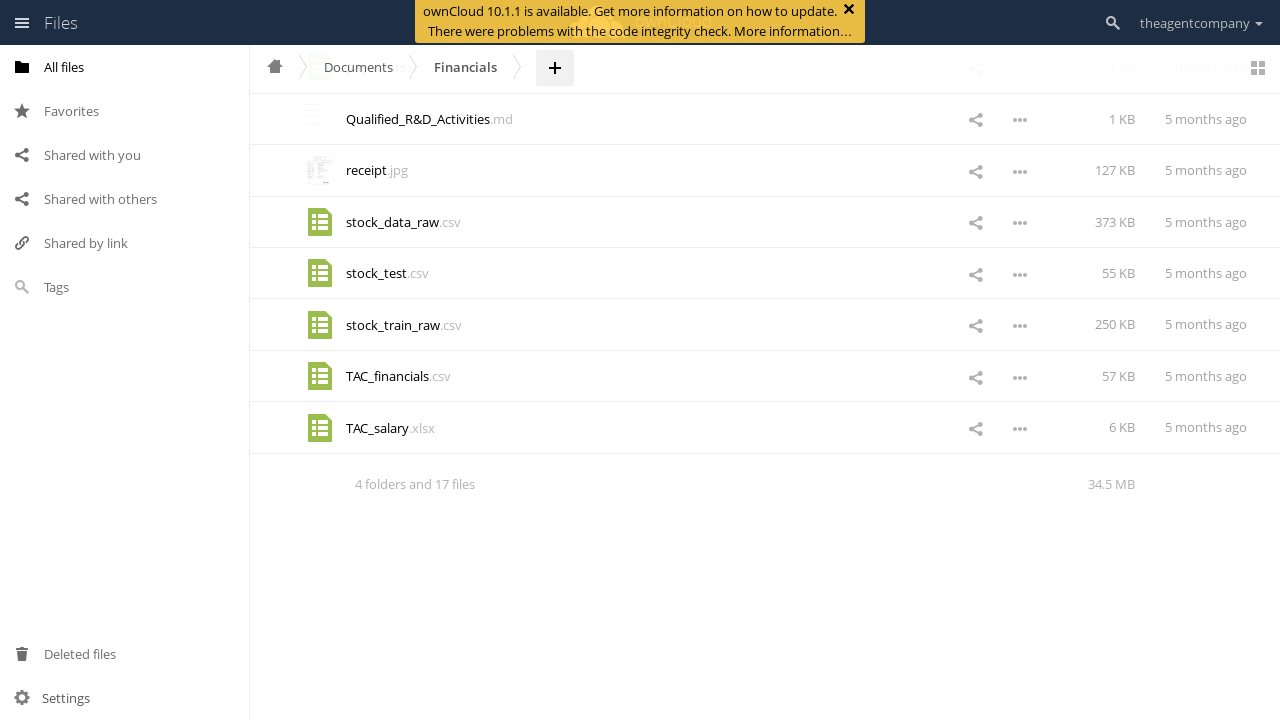 Files
ownCloud 10.1.1 is available. Get more information on how to update.
There were problems with the code integrity check. More information…
theagentcompany
All files
Favorites
Shared with you
Shared with others
Shared by link
Tags
Deleted files
Settings
Documents
Financials
Qualified_R&D_Activities.md 1 KB 5 months ago
receipt.jpg 127 KB 5 months ago
stock_data_raw.csv 373 KB 5 months ago
stock_test.csv 55 KB 5 months ago
stock_train_raw.csv 250 KB 5 months ago
TAC_financials.csv 57 KB 5 months ago
TAC_salary.xlsx 6 KB 5 months ago
4 folders and 17 files 34.5 MB